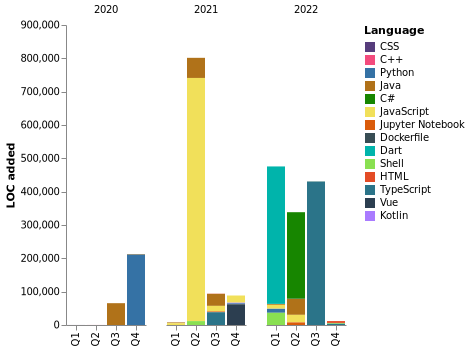 2020 2021 2022
Language
CSS
C++
Python
Java
C#
JavaScript
Jupyter Notebook
Dockerfile
Dart
Shell
HTML
TypeScript
Vue
Kotlin
LOC added
900,000
800,000
700,000
600,000
500,000
400,000
300,000
200,000
100,000
0
Q1 Q2 Q3 Q4 Q1 Q2 Q3 Q4 Q1 Q2 Q3 Q4